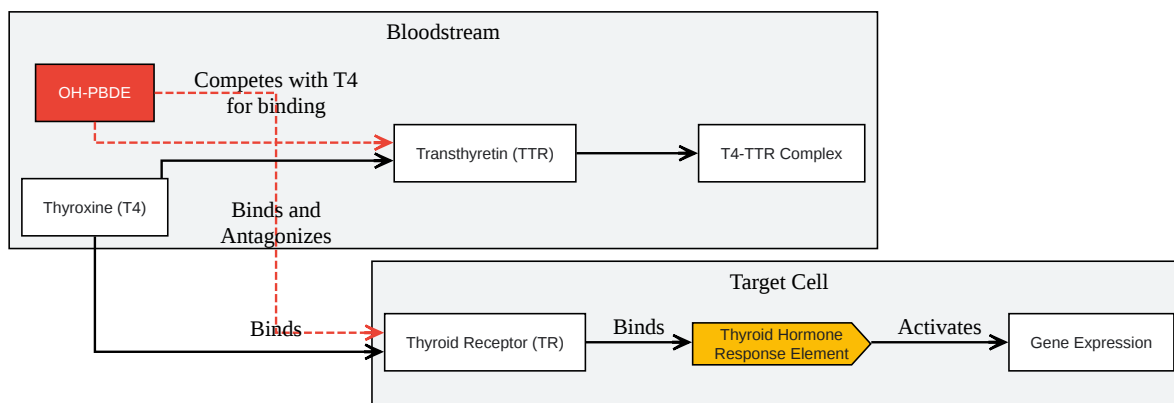 Bloodstream
OH-PBDE
Competes with T4
for binding
Transthyretin (TTR)
T4-TTR Complex
Thyroxine (T4)
Binds and
Antagonizes
Target Cell
Binds
Thyroid Receptor (TR)
Binds
Thyroid Hormone
Response Element
Activates
Gene Expression